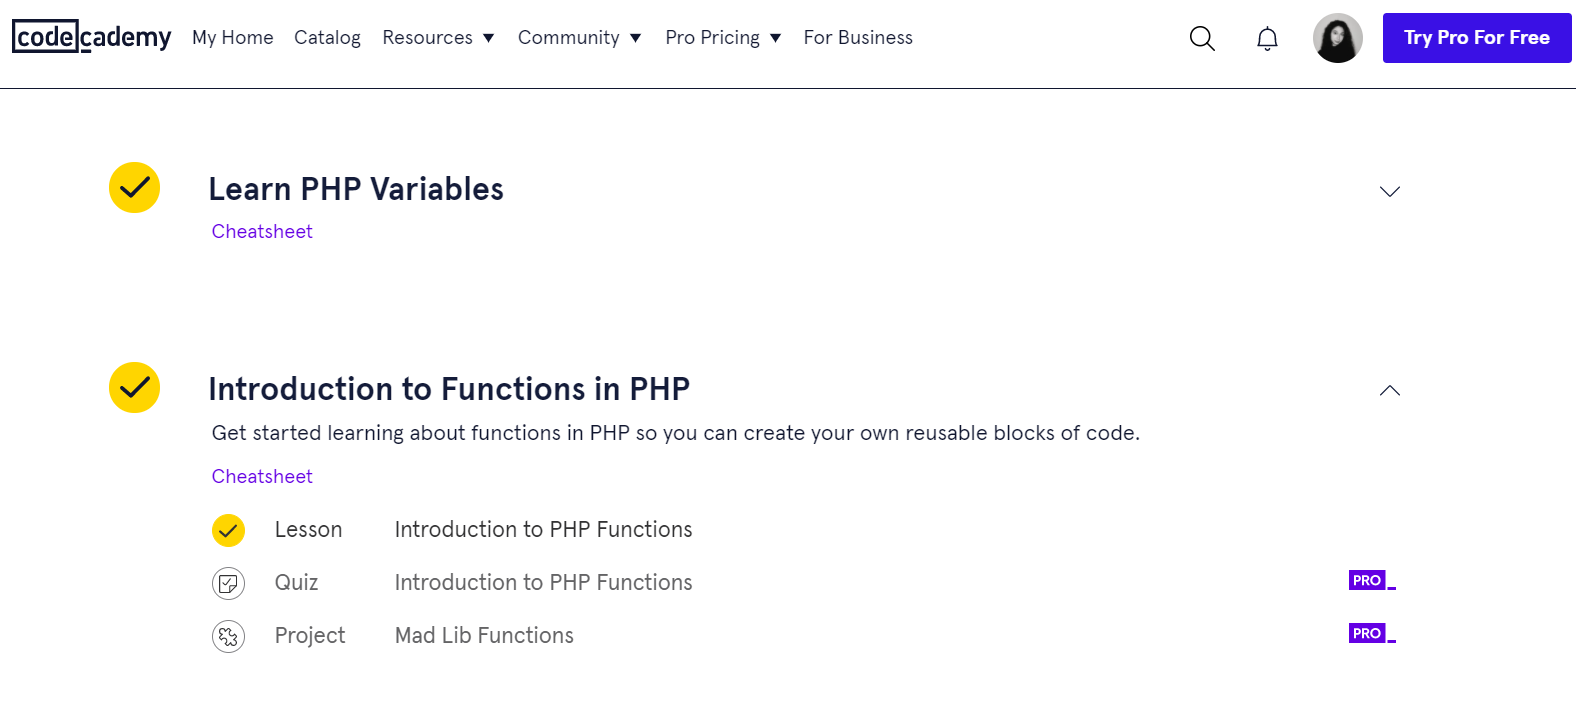 codecademy My Home Catalog Resources Community Pro Pricing For Business Try Pro For Free
Learn PHP Variables
Cheatsheet
Introduction to Functions in PHP
Get started learning about functions in PHP so you can create your own reusable blocks of code.
Cheatsheet
Lesson Introduction to PHP Functions
Quiz Introduction to PHP Functions PRO
Project Mad Lib Functions PRO